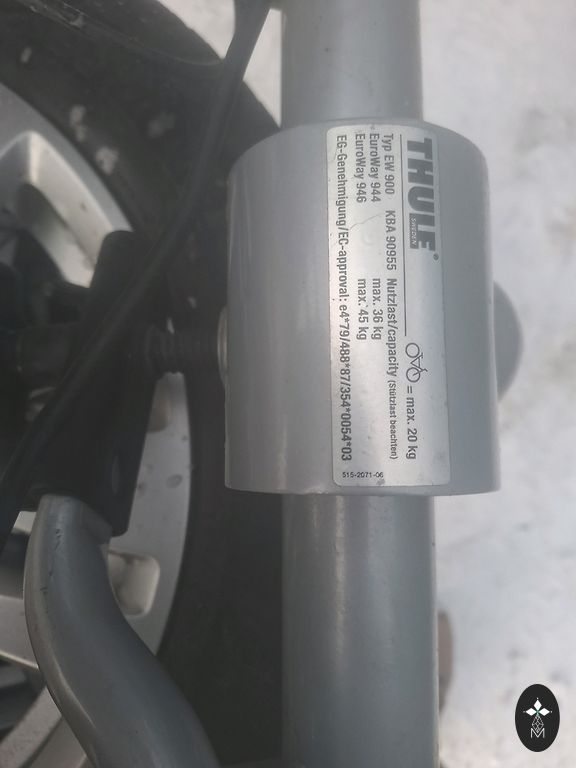 THULE®
SWEDEN
= max. 20 kg
Typ EW 900 KBA 90955 Nutzlast/capacity (Stützlast beachten)
EuroWay 944 max. 36 kg
EuroWay 946 max. 45 kg
EG-Genehmigung/EC-approval: e4*79/488*87/354*0054*03
515-2071-06
M